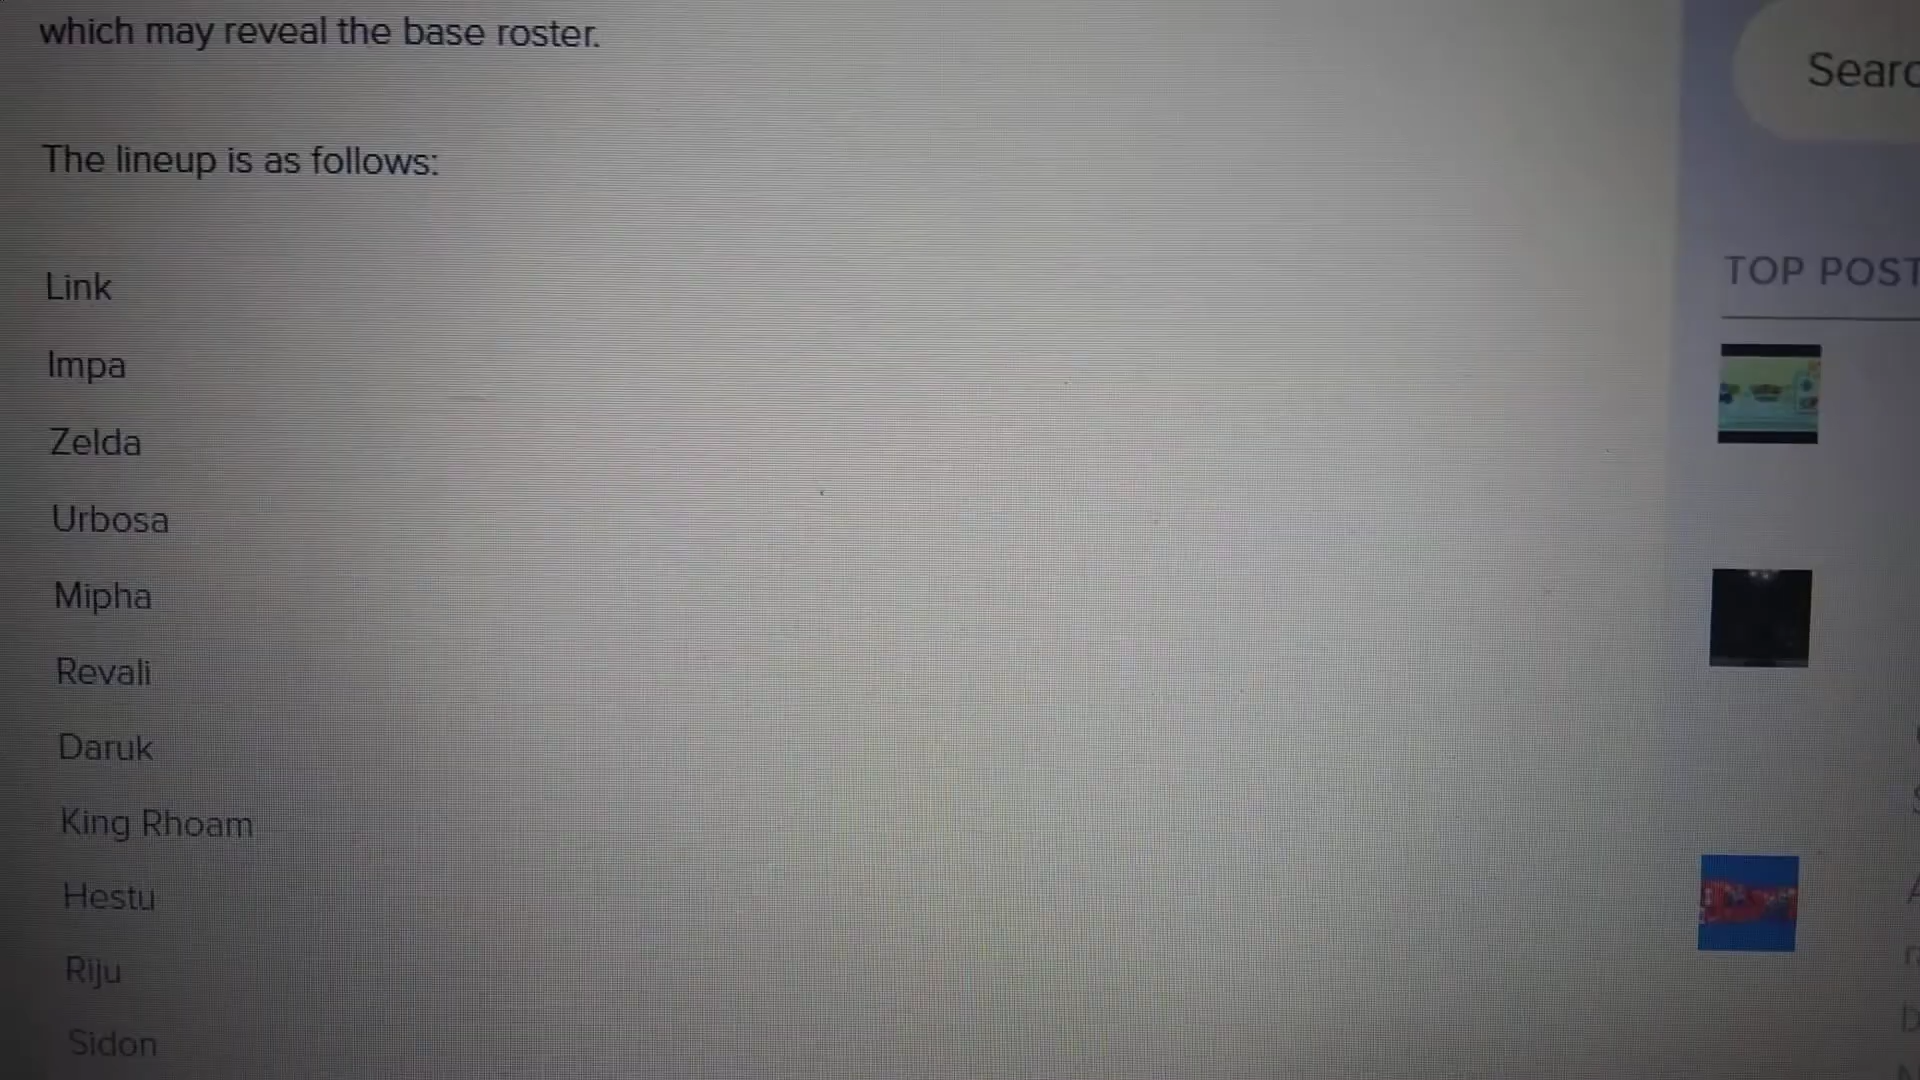 which may reveal the base roster.
The lineup is as follows:
Link
Impa
Zelda
Urbosa
Mipha
Revali
Daruk
King Rhoam
Hestu
Riju
Sidon
Searc
TOP POST